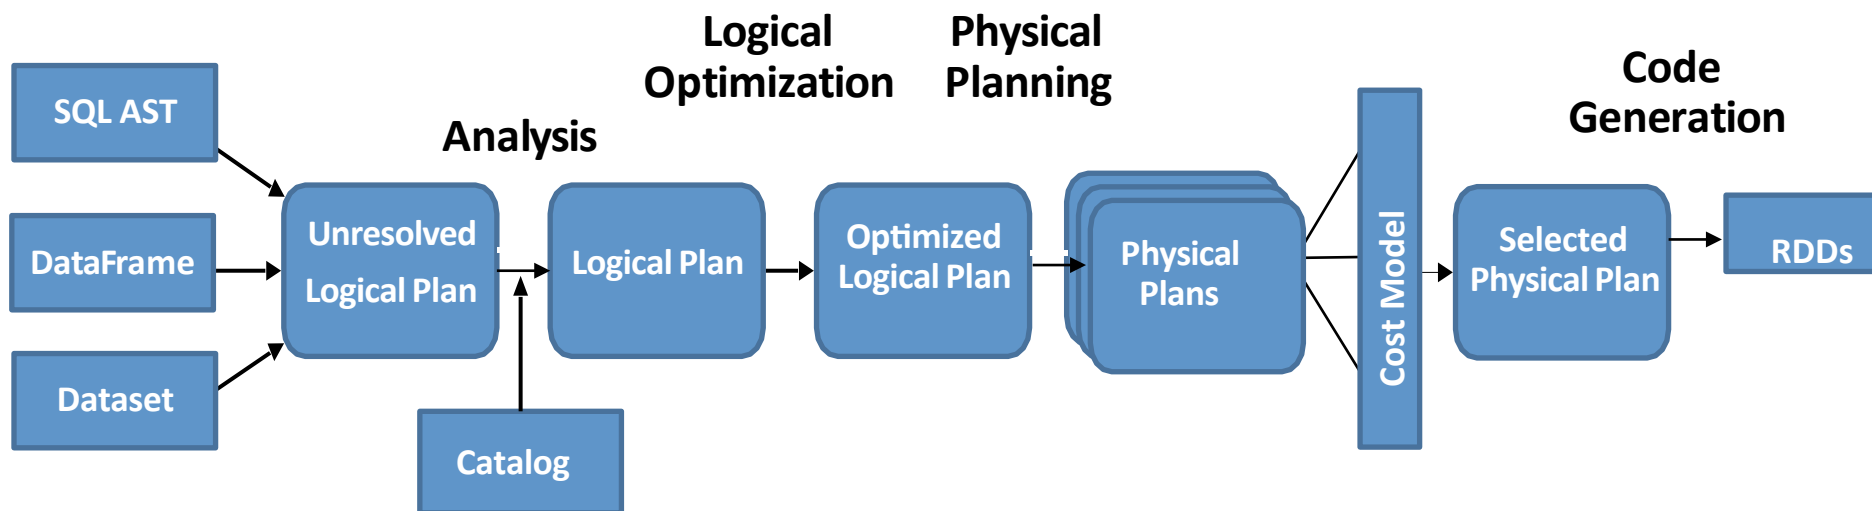 Logical
Optimization
Physical
Planning
Code
Generation
Analysis
SQL AST
DataFrame
Dataset
Unresolved
Logical Plan
Catalog
Logical Plan
Optimized
Logical Plan
Physical
Plans
Cost Model
Selected
Physical Plan
RDDs